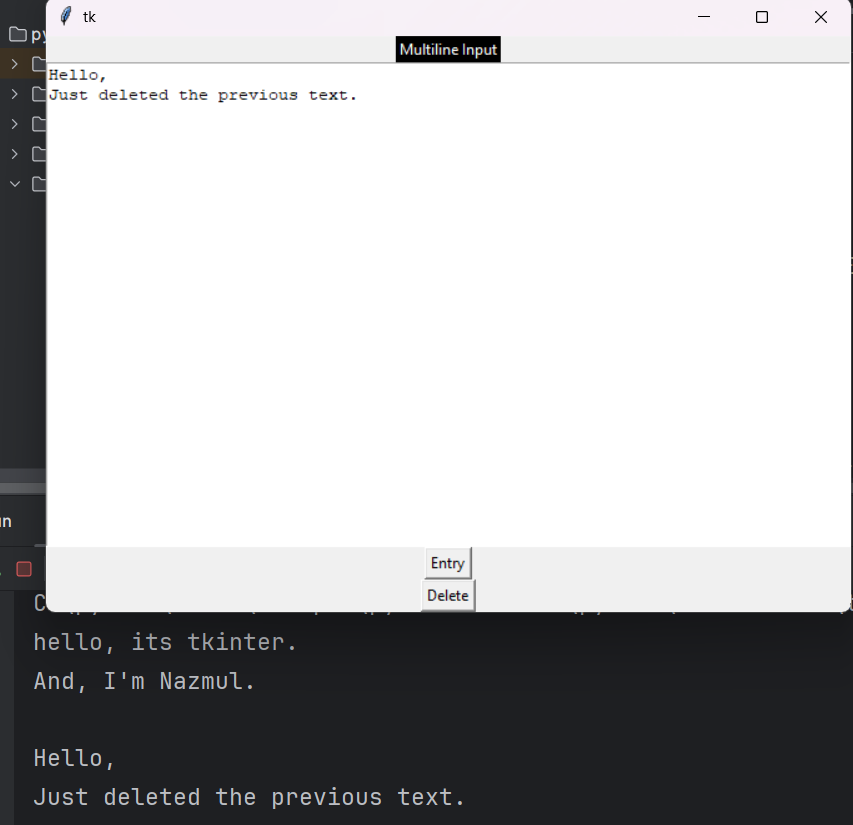 tk
Multiline Input
Hello,
Just deleted the previous text.
Entry
Delete
hello, its tkinter.
And, I'm Nazmul.
Hello,
Just deleted the previous text.